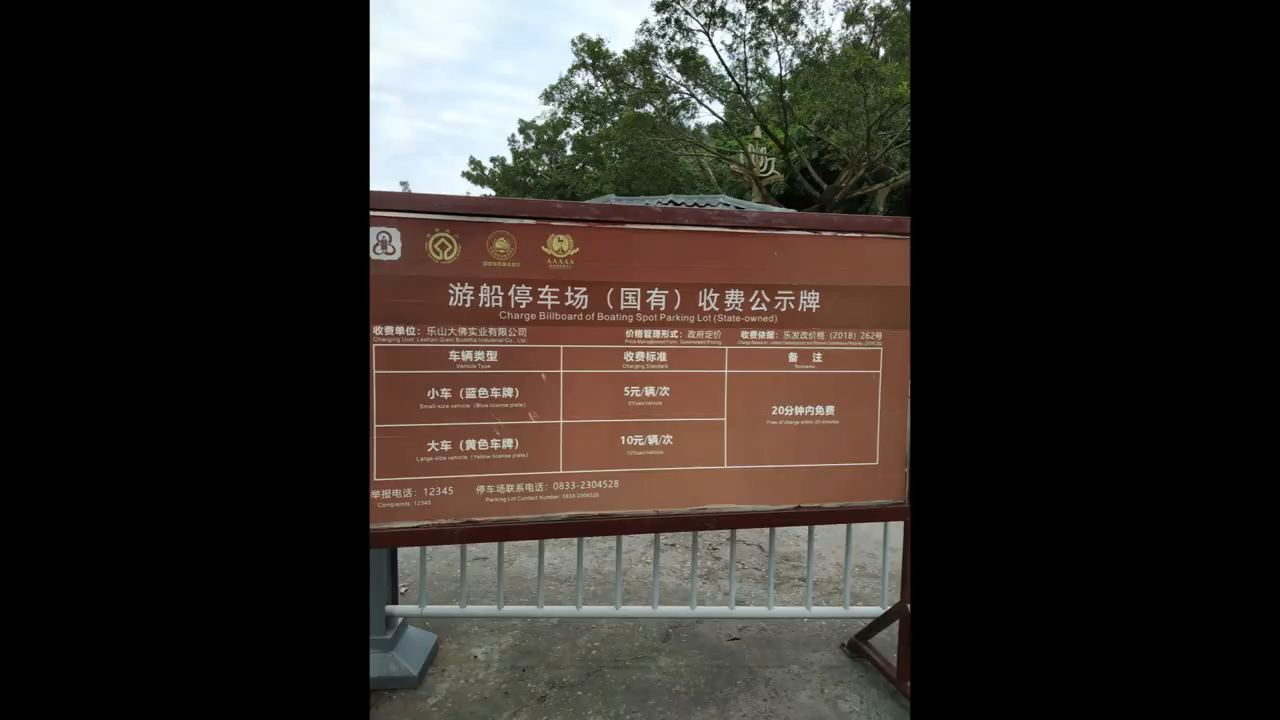 AAAAA
游船停车场（国有）收费公示牌
Charge Billboard of Boating Spot Parking Lot (State-owned)
收费单位：乐山大佛实业有限公司 价格管理形式：政府定价 收费依据：乐发改价格（2018）262号
Charging Unit: Leshan Giant Buddha Industrial Co., Ltd. Price Management Form: Government Pricing
车辆类型 收费标准 备 注
Vehicle Type Charging Standard Remarks
小车（蓝色车牌） 5元/辆/次
Small-size vehicle (Blue license plate) 5Yuan/vehicle
20分钟内免费
Free of charge within 20 minutes
大车（黄色车牌） 10元/辆/次
Large-size vehicle (Yellow license plate) 10Yuan/vehicle
举报电话：12345 停车场联系电话：0833-2304528
Complaints: 12345 Parking Lot Contact Number: 0833-2304528